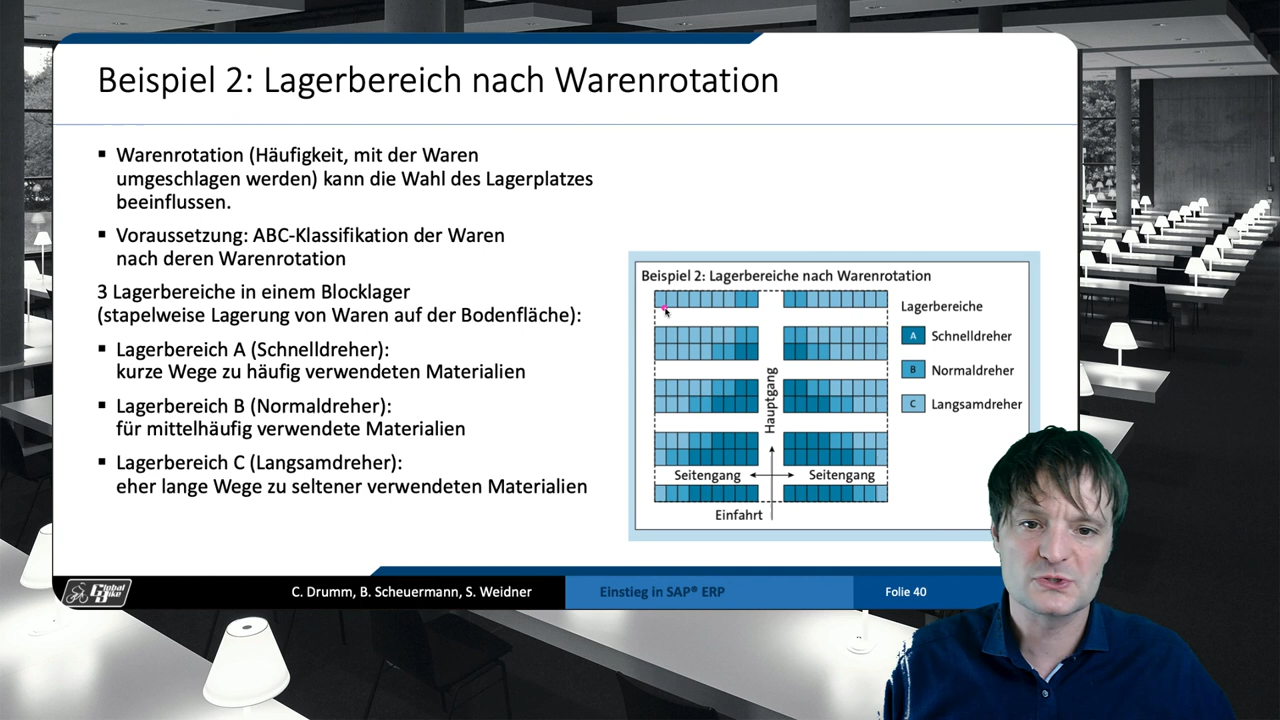 Beispiel 2: Lagerbereich nach Warenrotation
▪ Warenrotation (Häufigkeit, mit der Waren
umgeschlagen werden) kann die Wahl des Lagerplatzes
beeinflussen.
▪ Voraussetzung: ABC-Klassifikation der Waren
nach deren Warenrotation
3 Lagerbereiche in einem Blocklager
(stapelweise Lagerung von Waren auf der Bodenfläche):
▪ Lagerbereich A (Schnelldreher):
kurze Wege zu häufig verwendeten Materialien
▪ Lagerbereich B (Normaldreher):
für mittelhäufig verwendete Materialien
▪ Lagerbereich C (Langsamdreher):
eher lange Wege zu seltener verwendeten Materialien
Beispiel 2: Lagerbereiche nach Warenrotation
Lagerbereiche
A Schnelldreher
B Normaldreher
C Langsamdreher
Hauptgang
Seitengang
Seitengang
Einfahrt
Global
Bike
C. Drumm, B. Scheuermann, S. Weidner
Einstieg in SAP® ERP
Folie 40